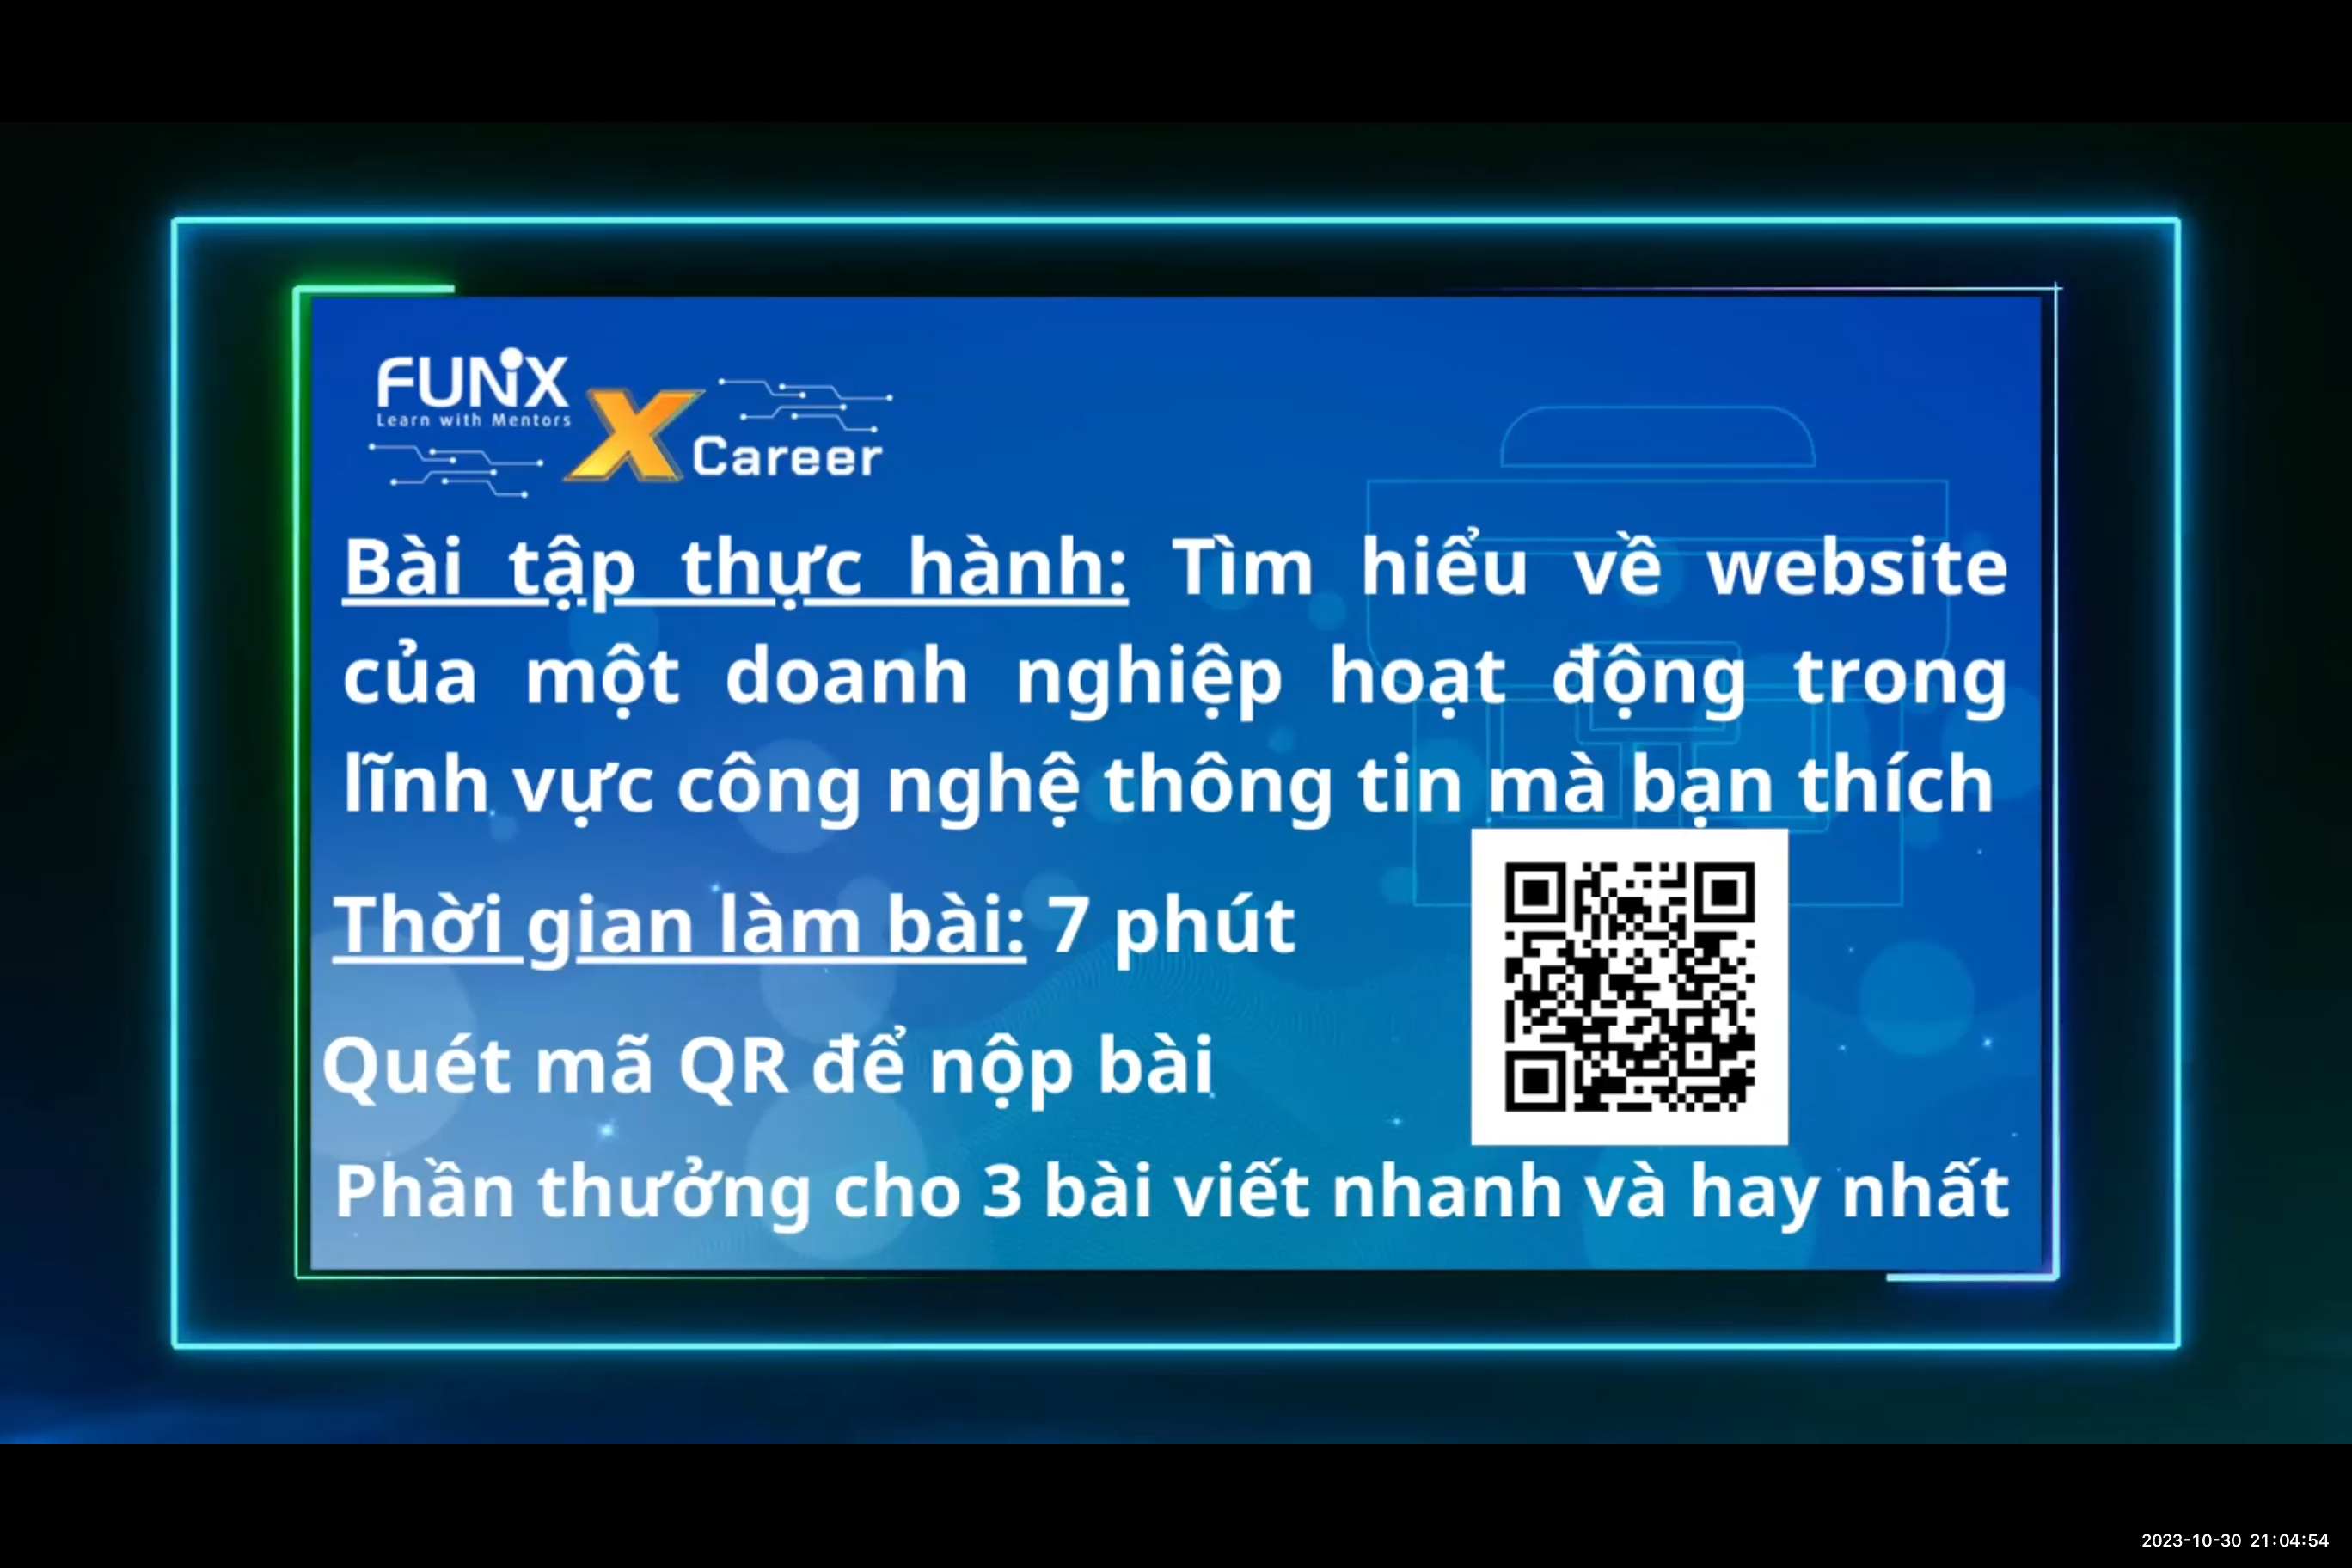 FUNiX
Learn with Mentors
X Career
Bài tập thực hành: Tìm hiểu về website
của một doanh nghiệp hoạt động trong
lĩnh vực công nghệ thông tin mà bạn thích
Thời gian làm bài: 7 phút
Quét mã QR để nộp bài
Phần thưởng cho 3 bài viết nhanh và hay nhất
2023-10-30 21:04:54